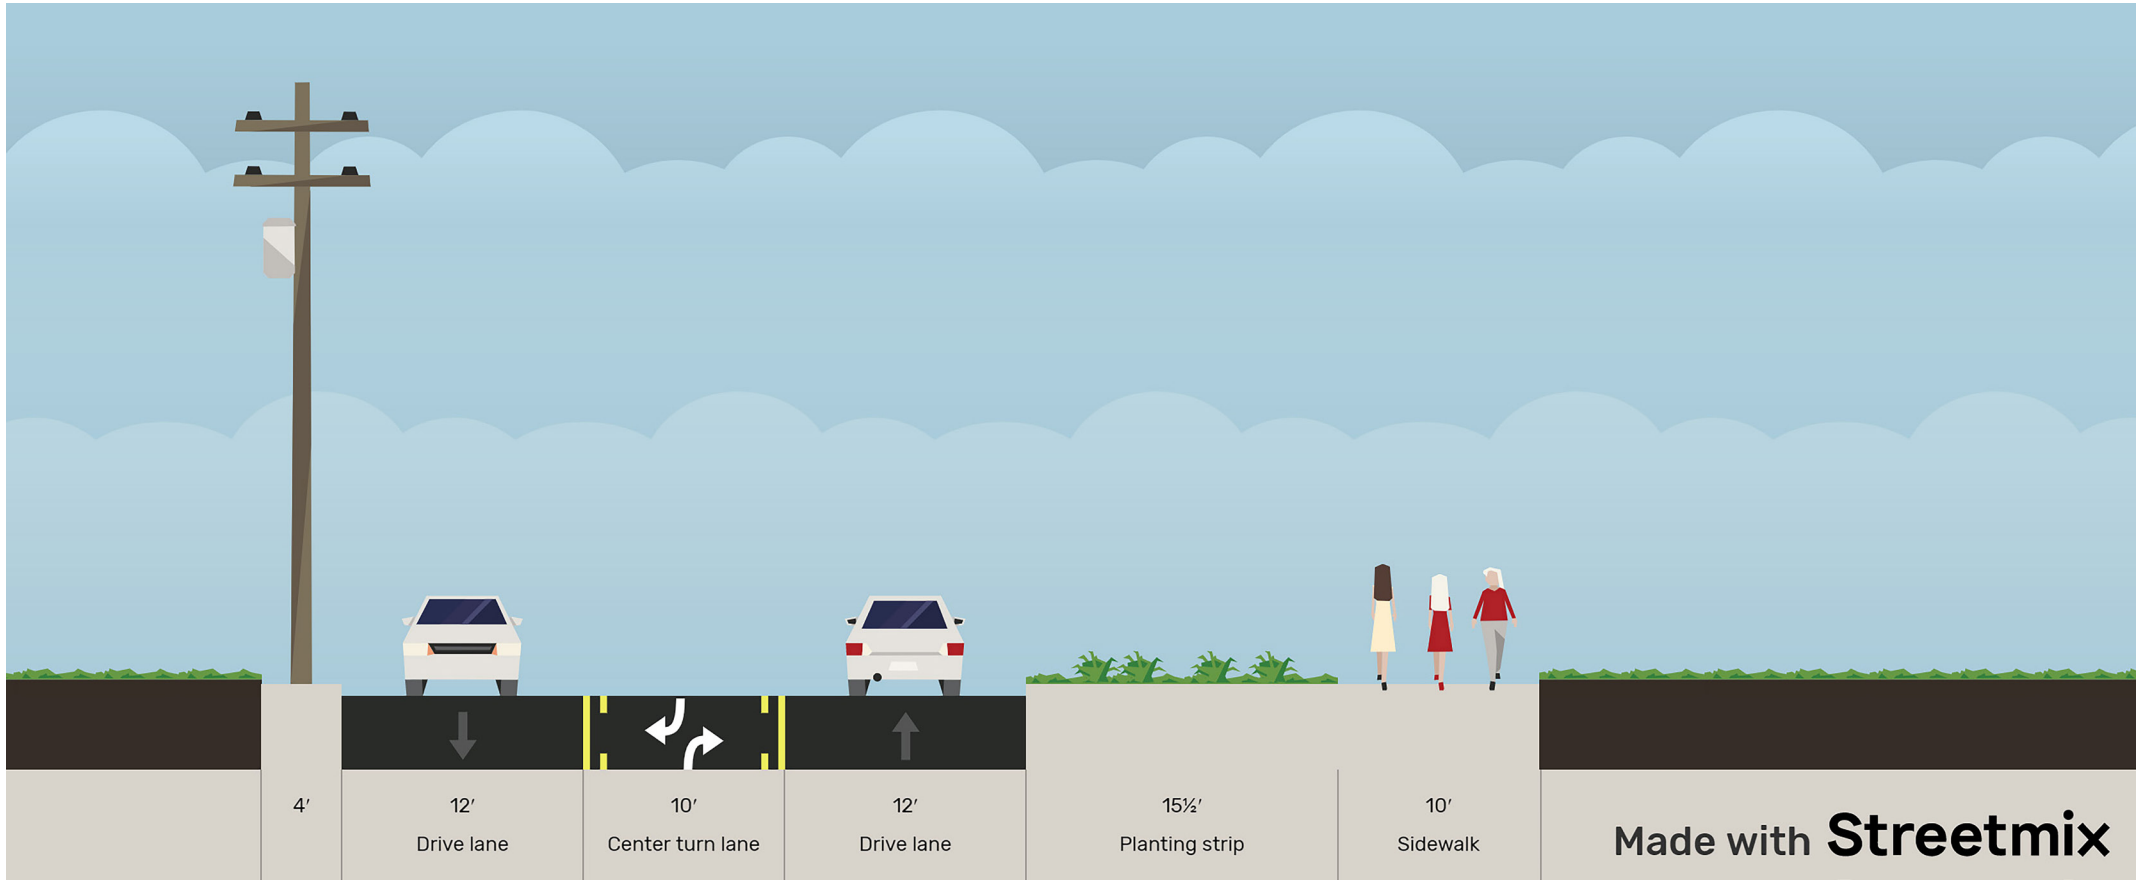 4′
12′
Drive lane
10′
Center turn lane
12′
Drive lane
15½′
Planting strip
10′
Sidewalk
Made with Streetmix